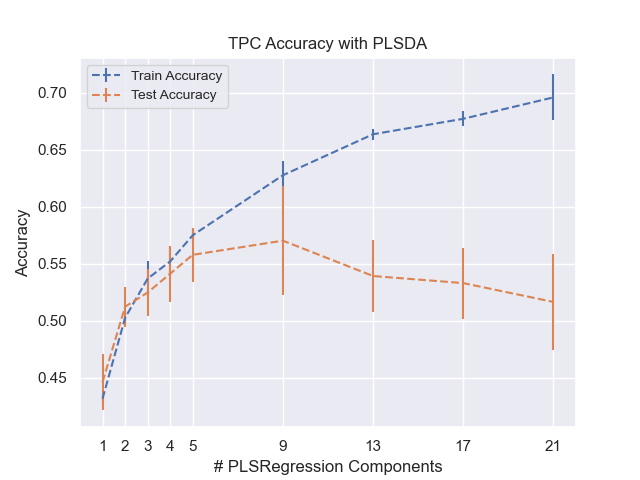 TPC Accuracy with PLSDA
Train Accuracy
Test Accuracy
0.70
0.65
0.60
0.55
0.50
0.45
Accuracy
1 2 3 4 5 9 13 17 21
# PLSRegression Components